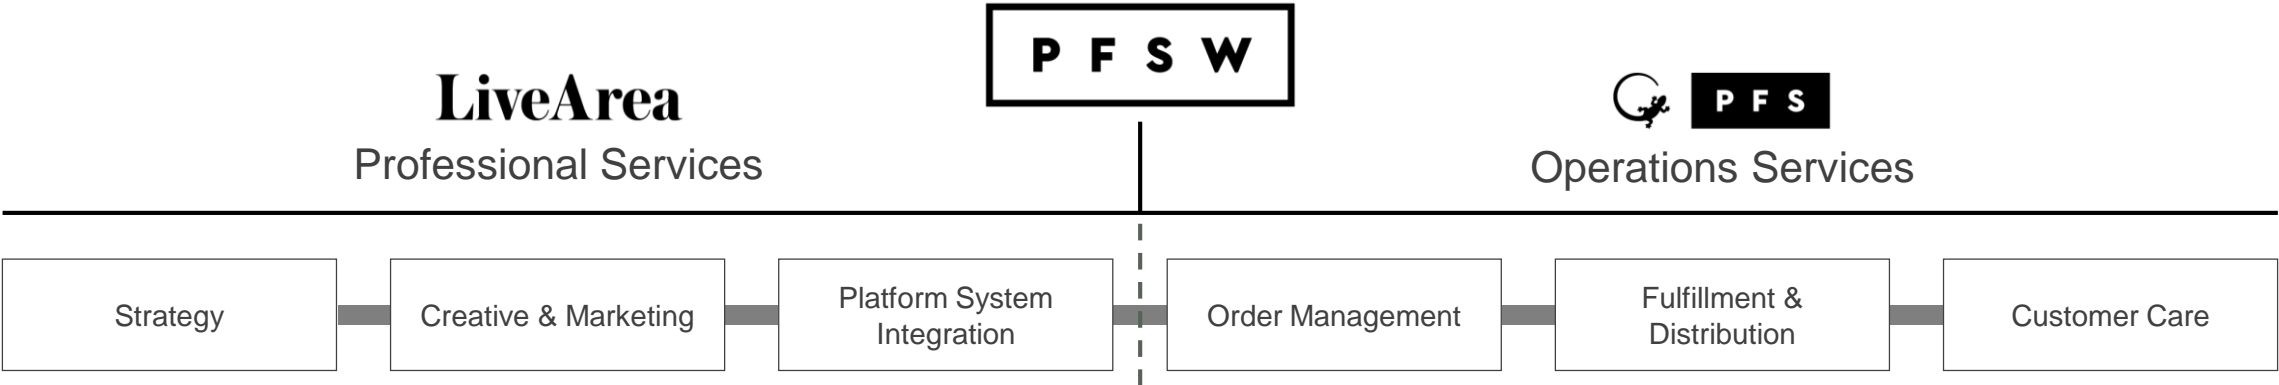 P F S W
LiveArea
Professional Services
P F S
Operations Services
Strategy
Creative & Marketing
Platform System
Integration
Order Management
Fulfillment &
Distribution
Customer Care